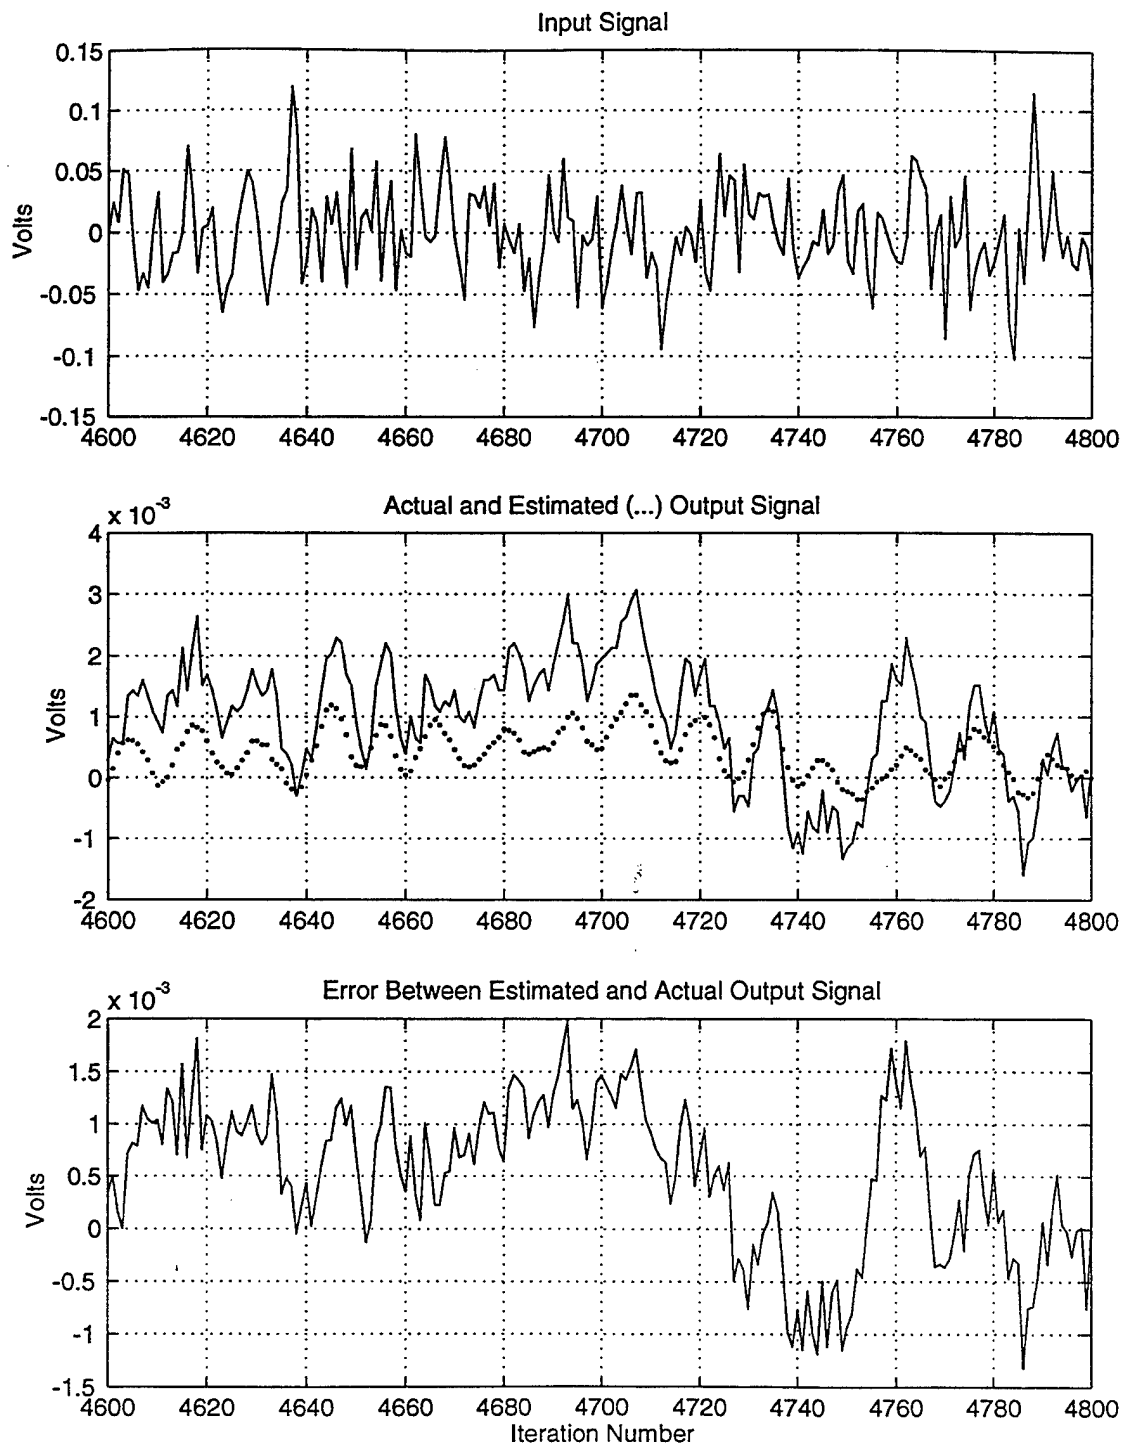 Input Signal
0.15
0.1
0.05
0
-0.05
-0.1
-0.15
Volts
4600 4620 4640 4660 4680 4700 4720 4740 4760 4780 4800
Actual and Estimated (...) Output Signal
x 10-3
4
3
2
1
0
-1
-2
Volts
4600 4620 4640 4660 4680 4700 4720 4740 4760 4780 4800
Error Between Estimated and Actual Output Signal
x 10-3
2
1.5
1
0.5
0
-0.5
-1
-1.5
Volts
4600 4620 4640 4660 4680 4700 4720 4740 4760 4780 4800
Iteration Number